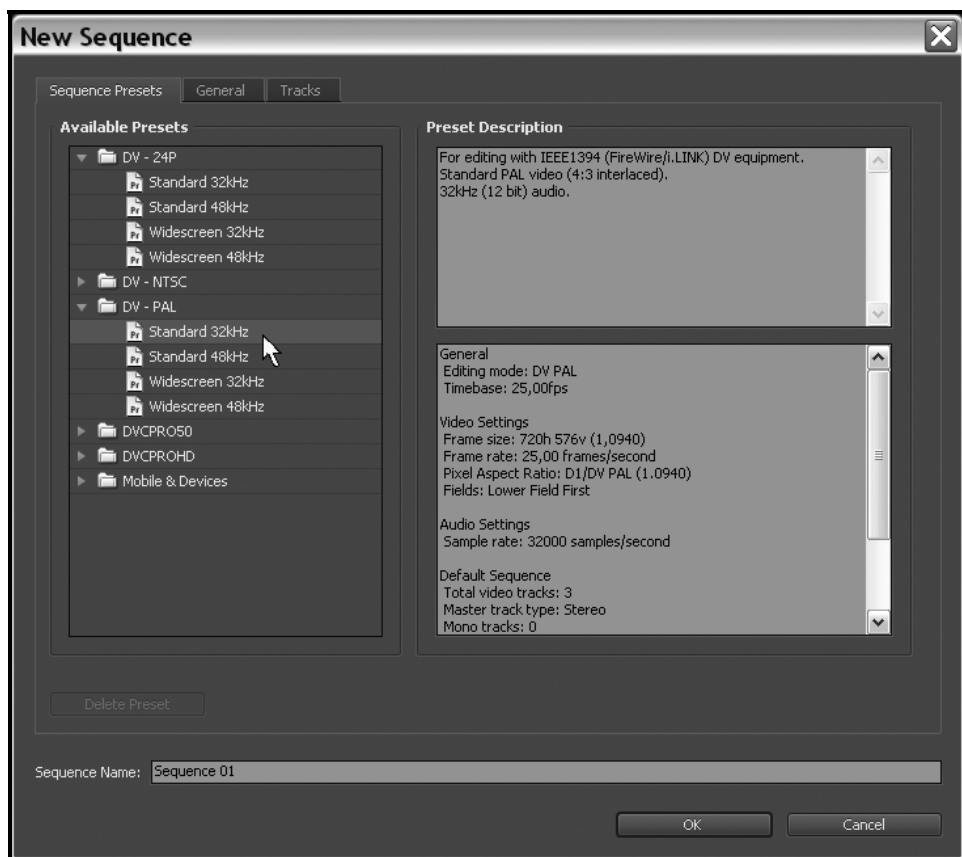 New Sequence
Sequence Presets
General
Tracks
Available Presets
DV - 24P
Standard 32kHz
Standard 48kHz
Widescreen 32kHz
Widescreen 48kHz
DV - NTSC
DV - PAL
Standard 32kHz
Standard 48kHz
Widescreen 32kHz
Widescreen 48kHz
DVCPRO50
DVCPROHD
Mobile & Devices
Preset Description
For editing with IEEE1394 (FireWire/i.LINK) DV equipment.
Standard PAL video (4:3 interlaced).
32kHz (12 bit) audio.
General
Editing mode: DV PAL
Timebase: 25,00fps
Video Settings
Frame size: 720h 576v (1,0940)
Frame rate: 25,00 frames/second
Pixel Aspect Ratio: D1/DV PAL (1.0940)
Fields: Lower Field First
Audio Settings
Sample rate: 32000 samples/second
Default Sequence
Total video tracks: 3
Master track type: Stereo
Mono tracks: 0
Delete Preset
Sequence Name: Sequence 01
OK
Cancel